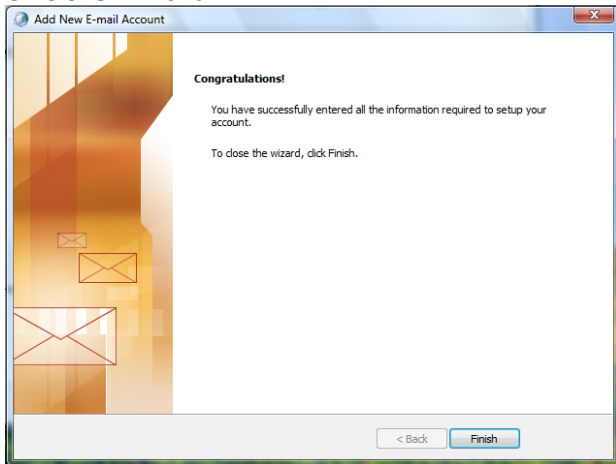 Add New E-mail Account
Congratulations!
You have successfully entered all the information required to setup your
account.
To close the wizard, click Finish.
< Back
Finish